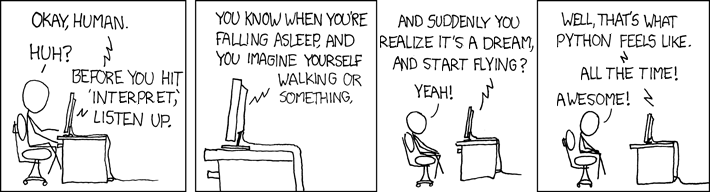 OKAY, HUMAN.
HUH?
BEFORE YOU HIT
'INTERPRET,'
LISTEN UP.
YOU KNOW WHEN YOU'RE
FALLING ASLEEP, AND
YOU IMAGINE YOURSELF
WALKING OR
SOMETHING,
AND SUDDENLY YOU
REALIZE IT'S A DREAM,
AND START FLYING?
YEAH!
WELL, THAT'S WHAT
PYTHON FEELS LIKE.
ALL THE TIME!
AWESOME!